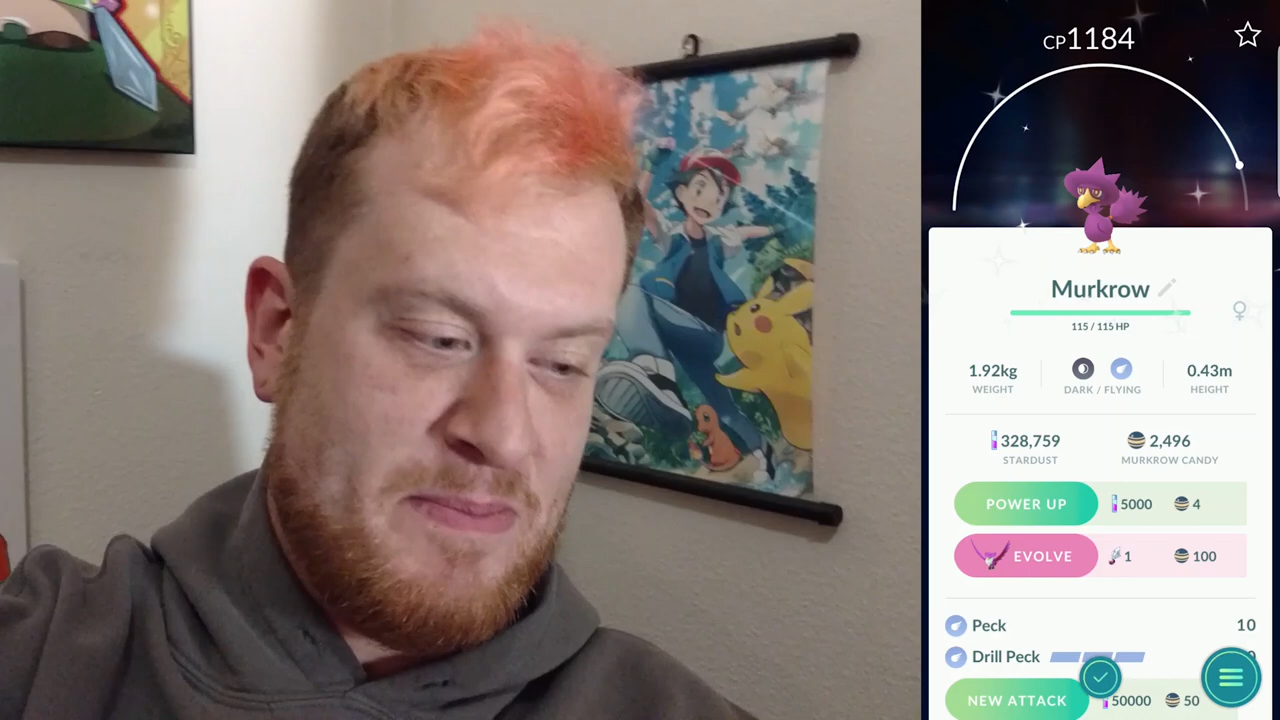 CP1184
Murkrow
115 / 115 HP
1.92kg
WEIGHT
DARK / FLYING
0.43m
HEIGHT
328,759
STARDUST
2,496
MURKROW CANDY
POWER UP 5000 4
EVOLVE 1 100
Peck 10
Drill Peck
NEW ATTACK 50000 50